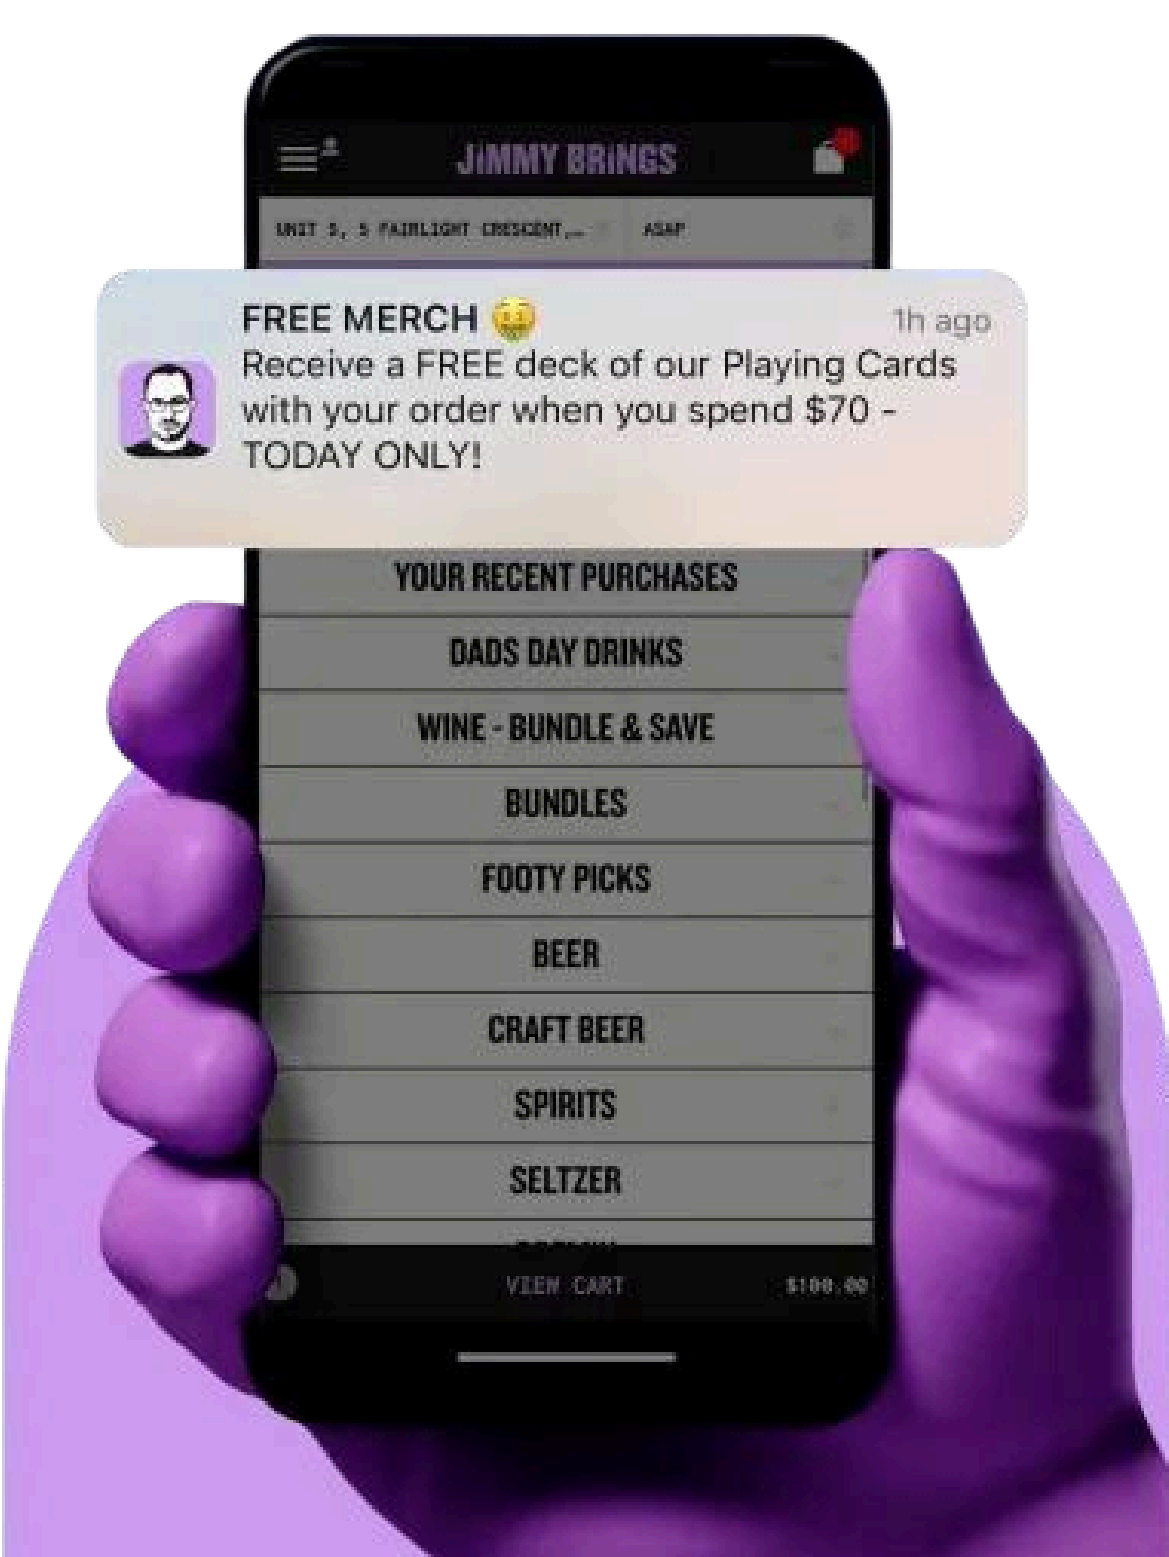 JiMMY BRiNGS
UNIT 5, 5 FAIRLIGHT CRESCENT,…
ASAP
FREE MERCH 🤑
1h ago
Receive a FREE deck of our Playing Cards
with your order when you spend $70 -
TODAY ONLY!
YOUR RECENT PURCHASES
DADS DAY DRINKS
WINE - BUNDLE & SAVE
BUNDLES
FOOTY PICKS
BEER
CRAFT BEER
SPIRITS
SELTZER
VIEW CART
$100.00